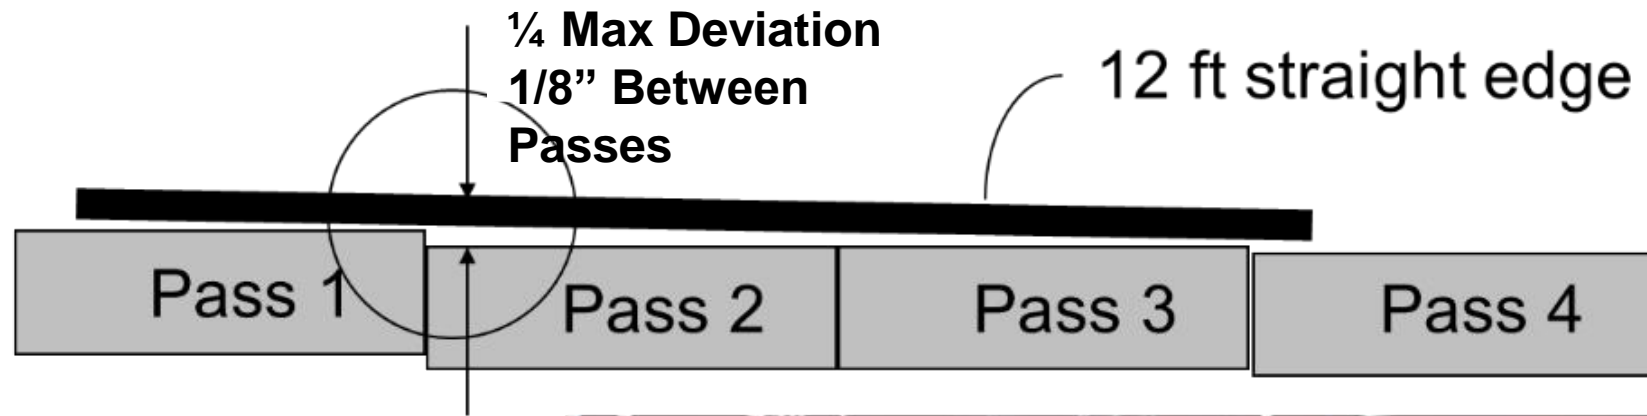 ¼ Max Deviation
1/8” Between
Passes
12 ft straight edge
Pass 1
Pass 2
Pass 3
Pass 4